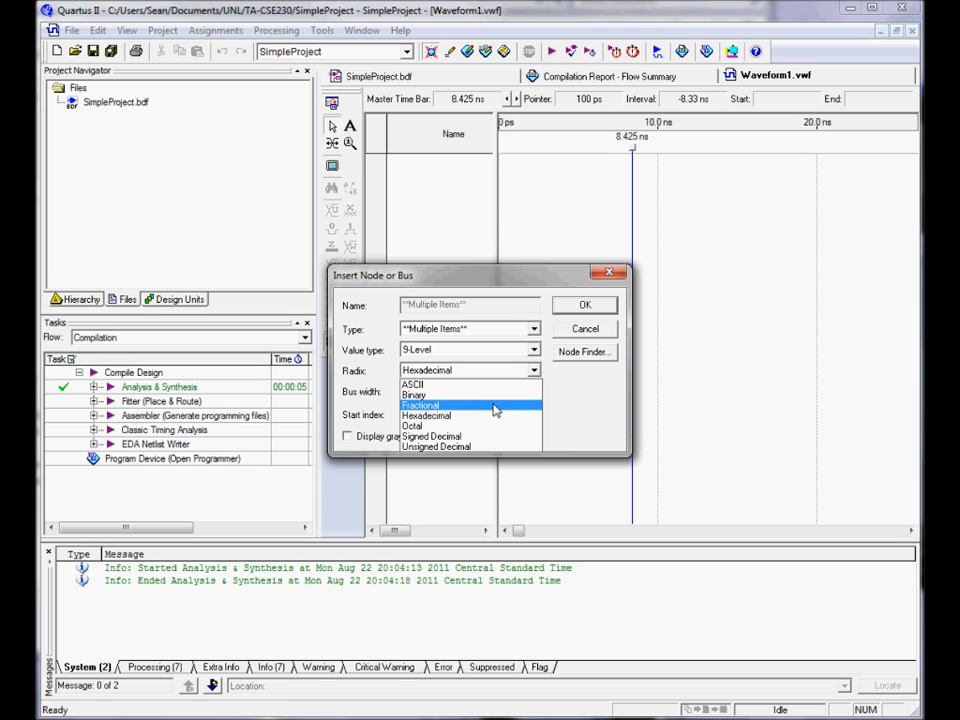 Quartus II - C:/Users/Sean/Documents/UNL/TA-CSE230/SimpleProject - SimpleProject - [Waveform1.vwf]
File Edit View Project Assignments Processing Tools Window Help
SimpleProject
Project Navigator
Files
SimpleProject.bdf
Hierarchy Files Design Units
Tasks
Flow: Compilation
Task Time
Compile Design
Analysis & Synthesis 00:00:05
Fitter (Place & Route)
Assembler (Generate programming files)
Classic Timing Analysis
EDA Netlist Writer
Program Device (Open Programmer)
SimpleProject.bdf Compilation Report - Flow Summary Waveform1.vwf
Master Time Bar: 8.425 ns Pointer: 100 ps Interval: -8.33 ns Start: End:
Name
0 ps 10.0 ns 20.0 ns
8.425 ns
Insert Node or Bus
Name: **Multiple Items** OK
Type: **Multiple Items** Cancel
Value type: 9-Level Node Finder...
Radix: Hexadecimal
Bus width:
Start index:
Display gra
ASCII
Binary
Fractional
Hexadecimal
Octal
Signed Decimal
Unsigned Decimal
Type Message
Info: Started Analysis & Synthesis at Mon Aug 22 20:04:13 2011 Central Standard Time
Info: Ended Analysis & Synthesis at Mon Aug 22 20:04:18 2011 Central Standard Time
Messages
System (2) Processing (7) Extra Info Info (7) Warning Critical Warning Error Suppressed Flag
Message: 0 of 2 Location: Locate
Ready Idle NUM